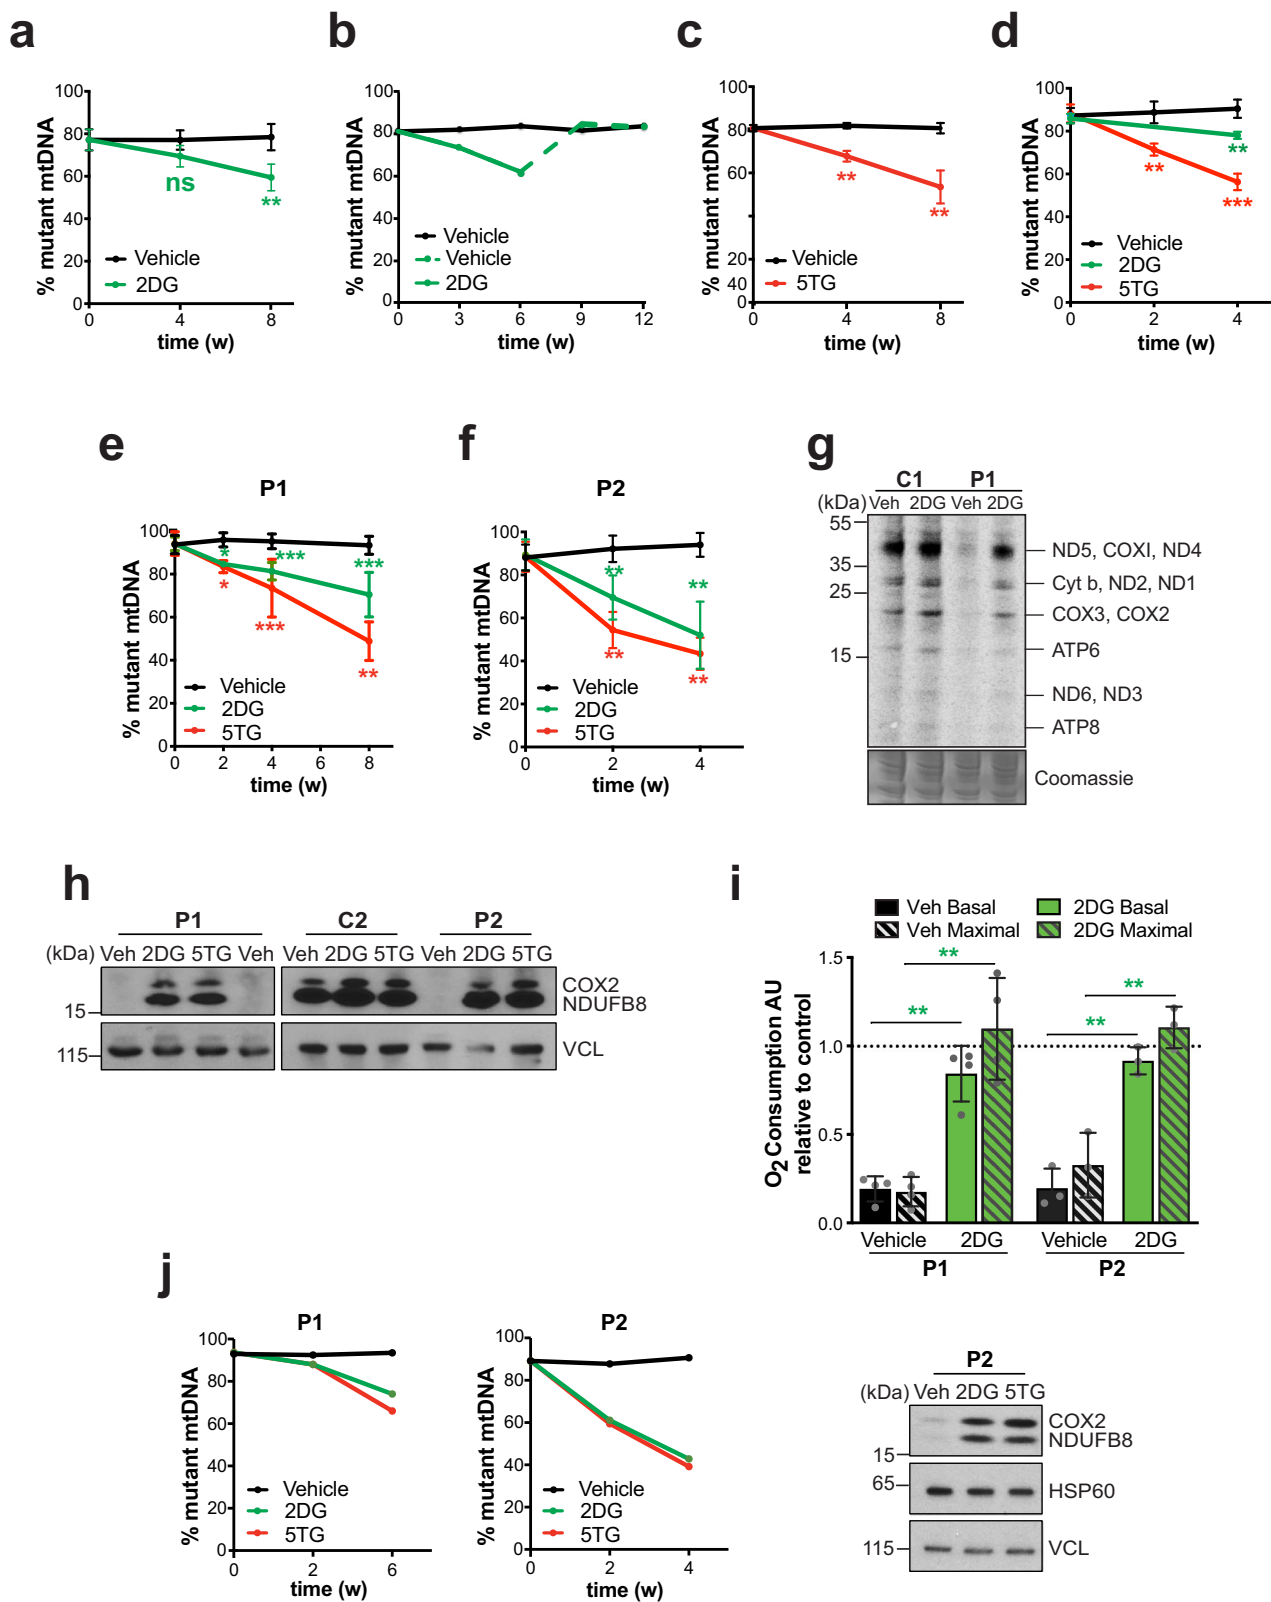 a
% mutant mtDNA
100
80
60
40
20
0
ns
**
Vehicle
2DG
0 4 8
time (w)
b
% mutant mtDNA
100
80
60
40
20
0
Vehicle
Vehicle
2DG
0 3 6 9 12
time (w)
c
% mutant mtDNA
100
80
60
20
40
0
**
**
Vehicle
5TG
0 4 8
time (w)
d
% mutant mtDNA
100
80
60
40
20
0
**
**
***
Vehicle
2DG
5TG
0 2 4
time (w)
e
P1
% mutant mtDNA
100
80
60
40
20
0
*
***
***
*
***
**
Vehicle
2DG
5TG
0 2 4 6 8
time (w)
f
P2
% mutant mtDNA
100
80
60
40
20
0
**
**
**
**
Vehicle
2DG
5TG
0 2 4
time (w)
g
C1 P1
(kDa) Veh 2DG Veh 2DG
55
35
25
15
ND5, COXI, ND4
Cyt b, ND2, ND1
COX3, COX2
ATP6
ND6, ND3
ATP8
Coomassie
h
P1 C2 P2
(kDa) Veh 2DG 5TG Veh Veh 2DG 5TG Veh 2DG 5TG
COX2
NDUFB8
15
115
VCL
i
Veh Basal
Veh Maximal
2DG Basal
2DG Maximal
O2 Consumption AU
relative to control
1.5
1.0
0.5
0.0
**
**
**
**
Vehicle 2DG Vehicle 2DG
P1 P2
j
P1
% mutant mtDNA
100
80
60
40
20
0
Vehicle
2DG
5TG
0 2 6
time (w)
P2
% mutant mtDNA
100
80
60
40
20
0
Vehicle
2DG
5TG
0 2 4
time (w)
P2
(kDa) Veh 2DG 5TG
COX2
NDUFB8
15
65
HSP60
115
VCL